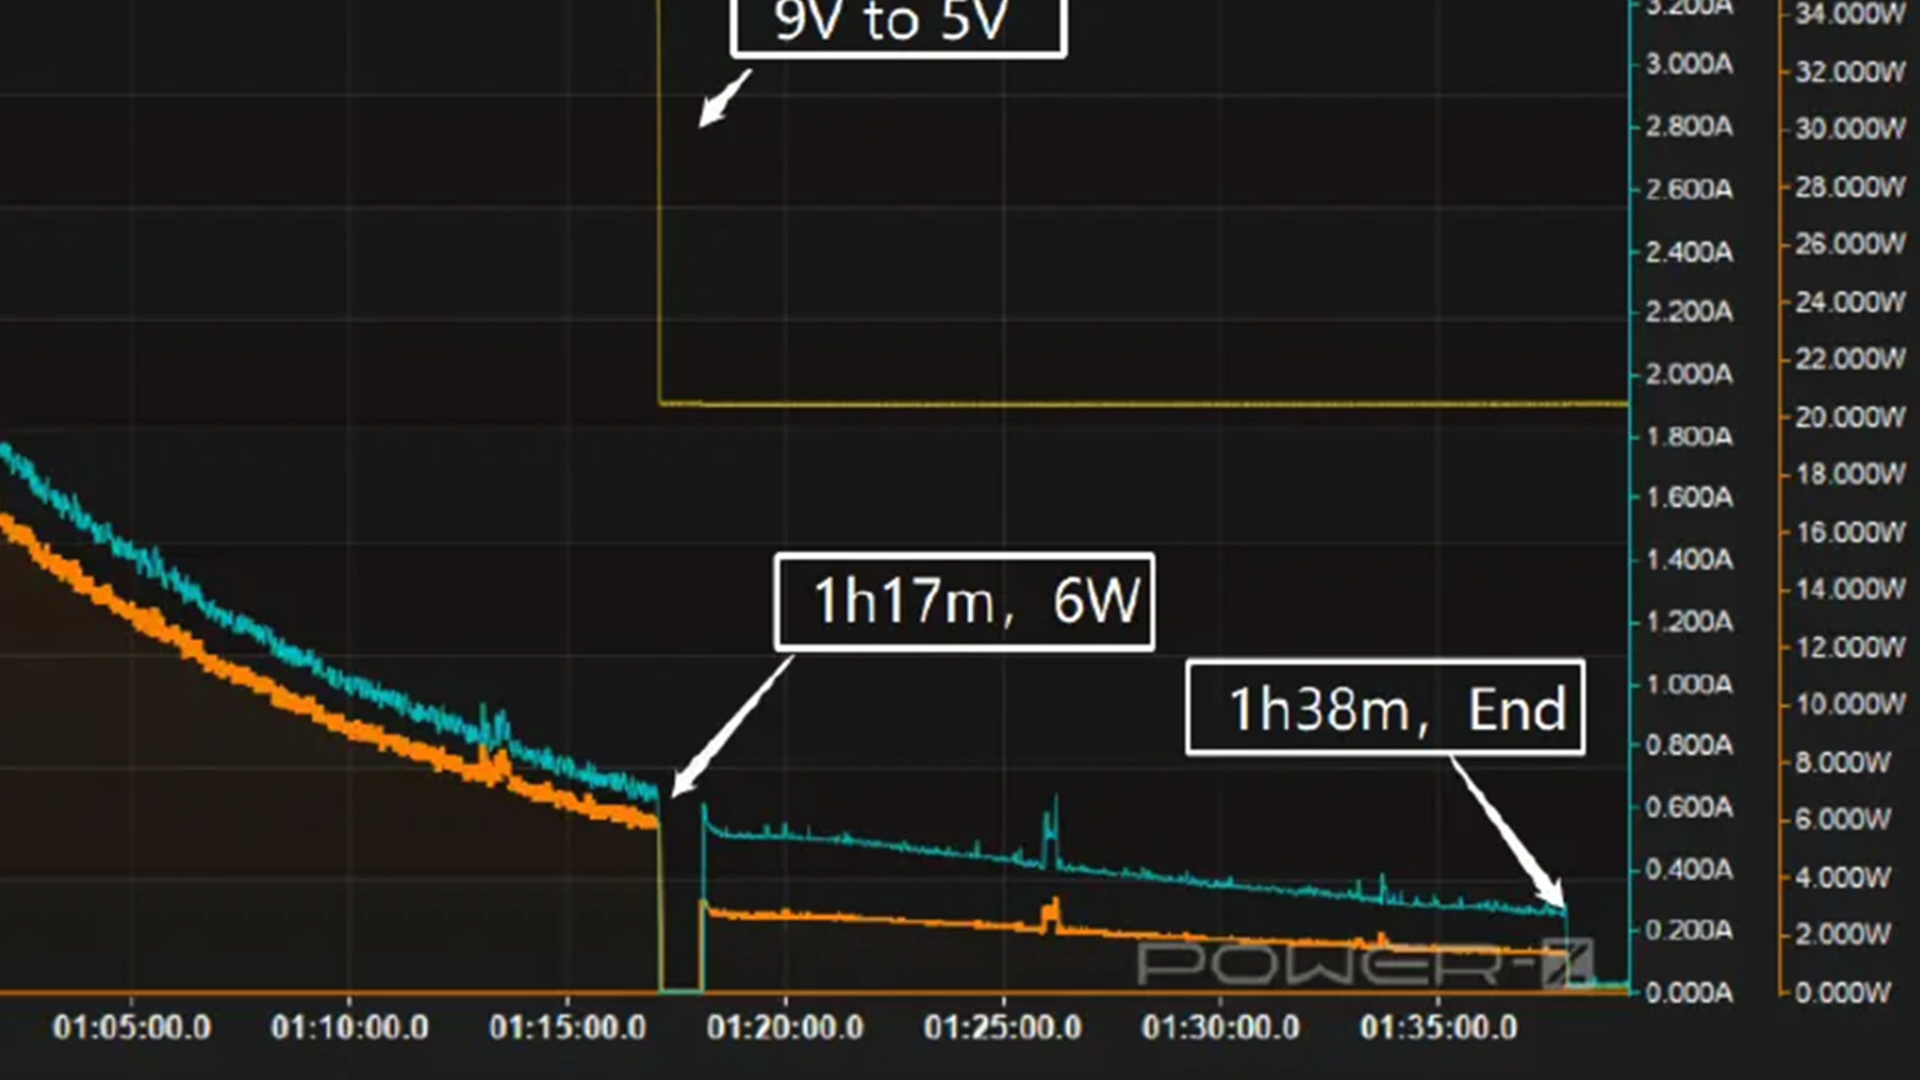 9V to 5V
3.200A
34.000W
3.000A
32.000W
2.800A
30.000W
2.600A
28.000W
2.400A
26.000W
2.200A
24.000W
2.000A
22.000W
1.800A
20.000W
18.000W
1.600A
16.000W
1.400A
14.000W
1h17m, 6W
1.200A
12.000W
1h38m, End
1.000A
10.000W
0.800A
8.000W
0.600A
6.000W
0.400A
4.000W
0.200A
2.000W
POWER-Z
0.000A
0.000W
01:05:00.0 01:10:00.0 01:15:00.0 01:20:00.0 01:25:00.0 01:30:00.0 01:35:00.0